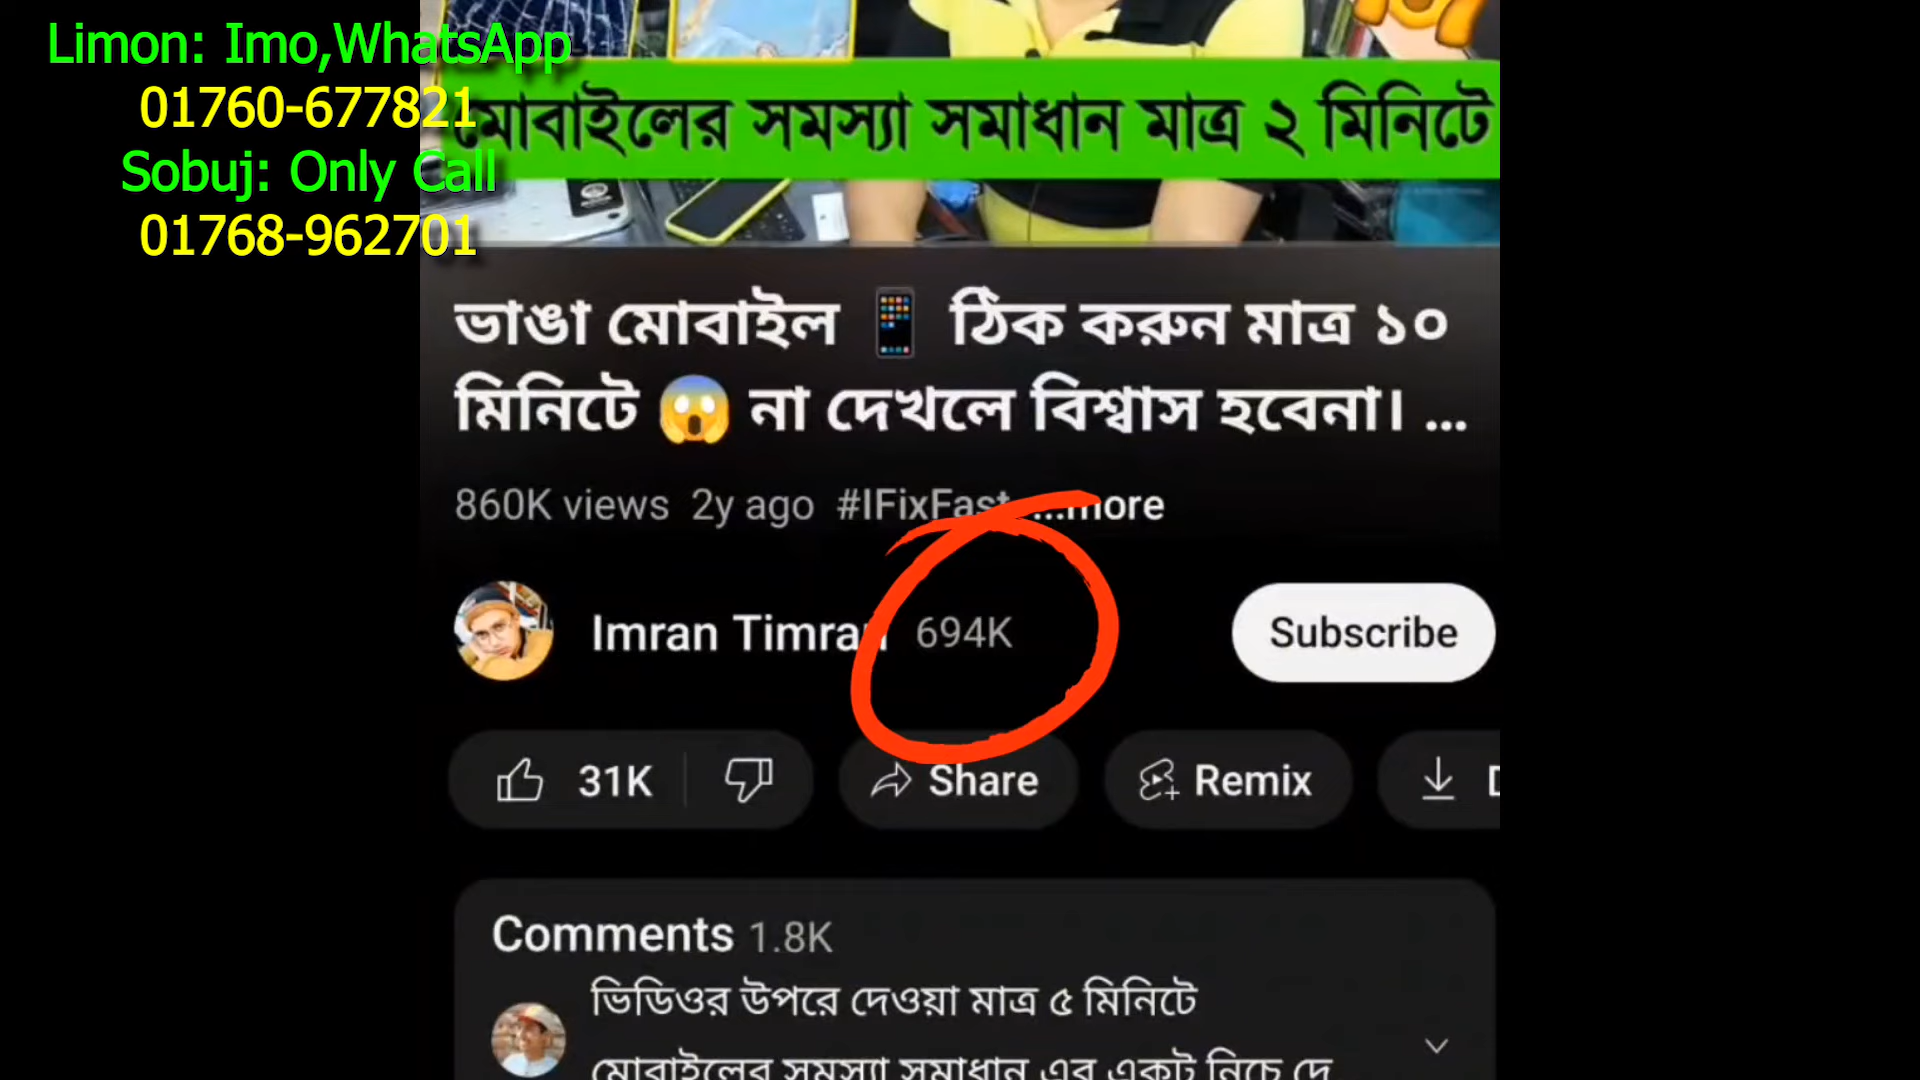 Limon: Imo,WhatsApp
01760-677821
Sobuj: Only Call
01768-962701
মোবাইলের সমস্যা সমাধান মাত্র ২ মিনিটে
ভাঙা মোবাইল 📱 ঠিক করুন মাত্র ১০
মিনিটে 😱 না দেখলে বিশ্বাস হবেনা। ...
860K views 2y ago #IFixFast ...more
Imran Timran 694K
Subscribe
31K Share Remix
Comments 1.8K
ভিডিওর উপরে দেওয়া মাত্র ৫ মিনিটে
মোবাইলের সমস্যা সমাধান এর একটু নিচে দে